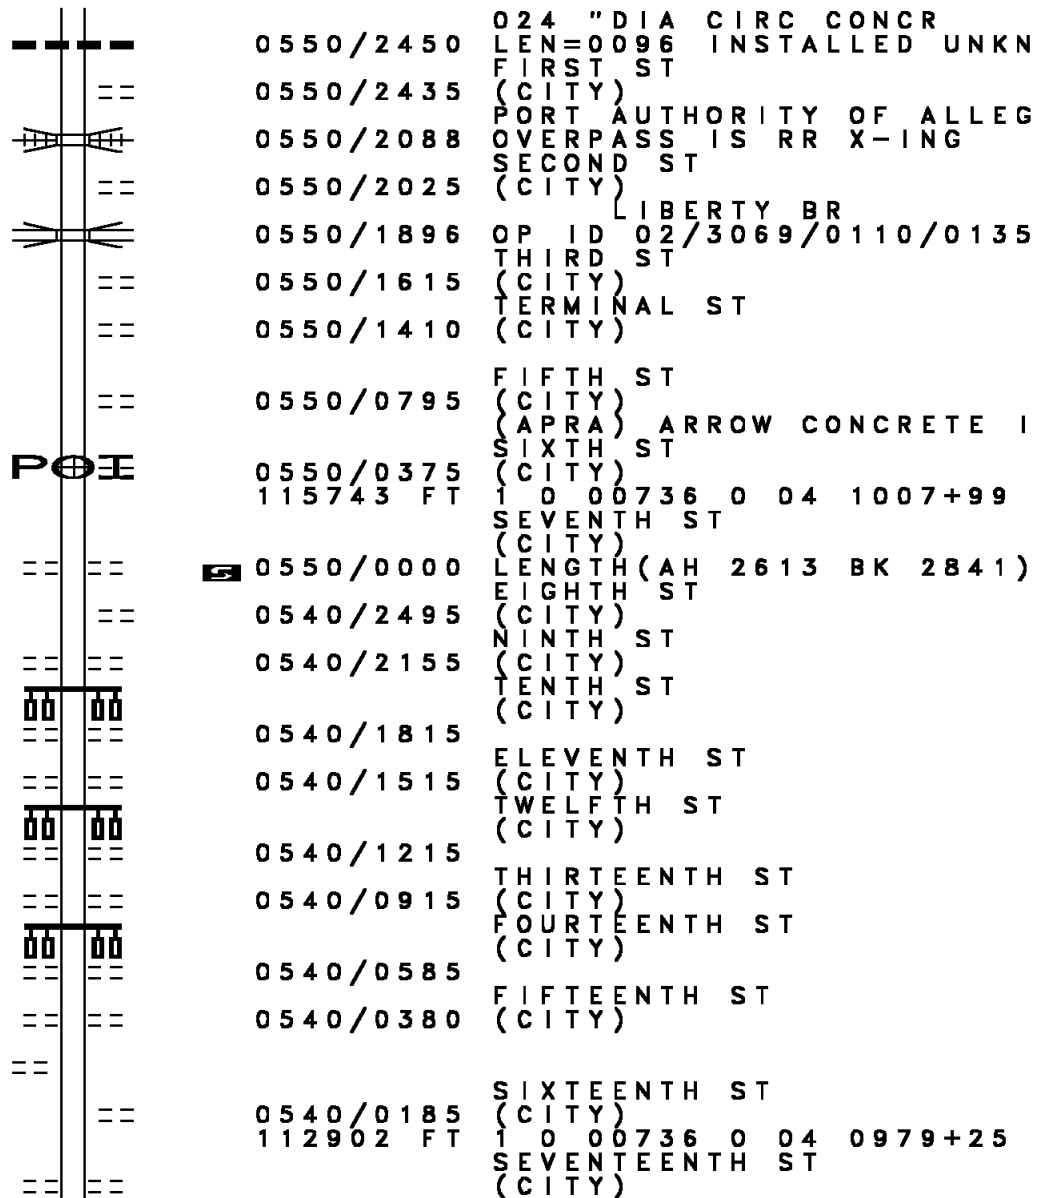 024 "DIA CIRC CONCR
0550/2450 LEN=0096 INSTALLED UNKN
FIRST ST
0550/2435 (CITY)
PORT AUTHORITY OF ALLEG
0550/2088 OVERPASS IS RR X-ING
SECOND ST
0550/2025 (CITY)
LIBERTY BR
0550/1896 OP ID 02/3069/0110/0135
THIRD ST
0550/1615 (CITY)
TERMINAL ST
0550/1410 (CITY)
FIFTH ST
0550/0795 (CITY)
(APRA) ARROW CONCRETE I
SIXTH ST
POI 0550/0375 (CITY)
115743 FT 1 0 00736 0 04 1007+99
SEVENTH ST
(CITY)
S 0550/0000 LENGTH(AH 2613 BK 2841)
EIGHTH ST
0540/2495 (CITY)
NINTH ST
0540/2155 (CITY)
TENTH ST
(CITY)
0540/1815
ELEVENTH ST
0540/1515 (CITY)
TWELFTH ST
(CITY)
0540/1215
THIRTEENTH ST
0540/0915 (CITY)
FOURTEENTH ST
(CITY)
0540/0585
FIFTEENTH ST
0540/0380 (CITY)
SIXTEENTH ST
0540/0185 (CITY)
112902 FT 1 0 00736 0 04 0979+25
SEVENTEENTH ST
(CITY)